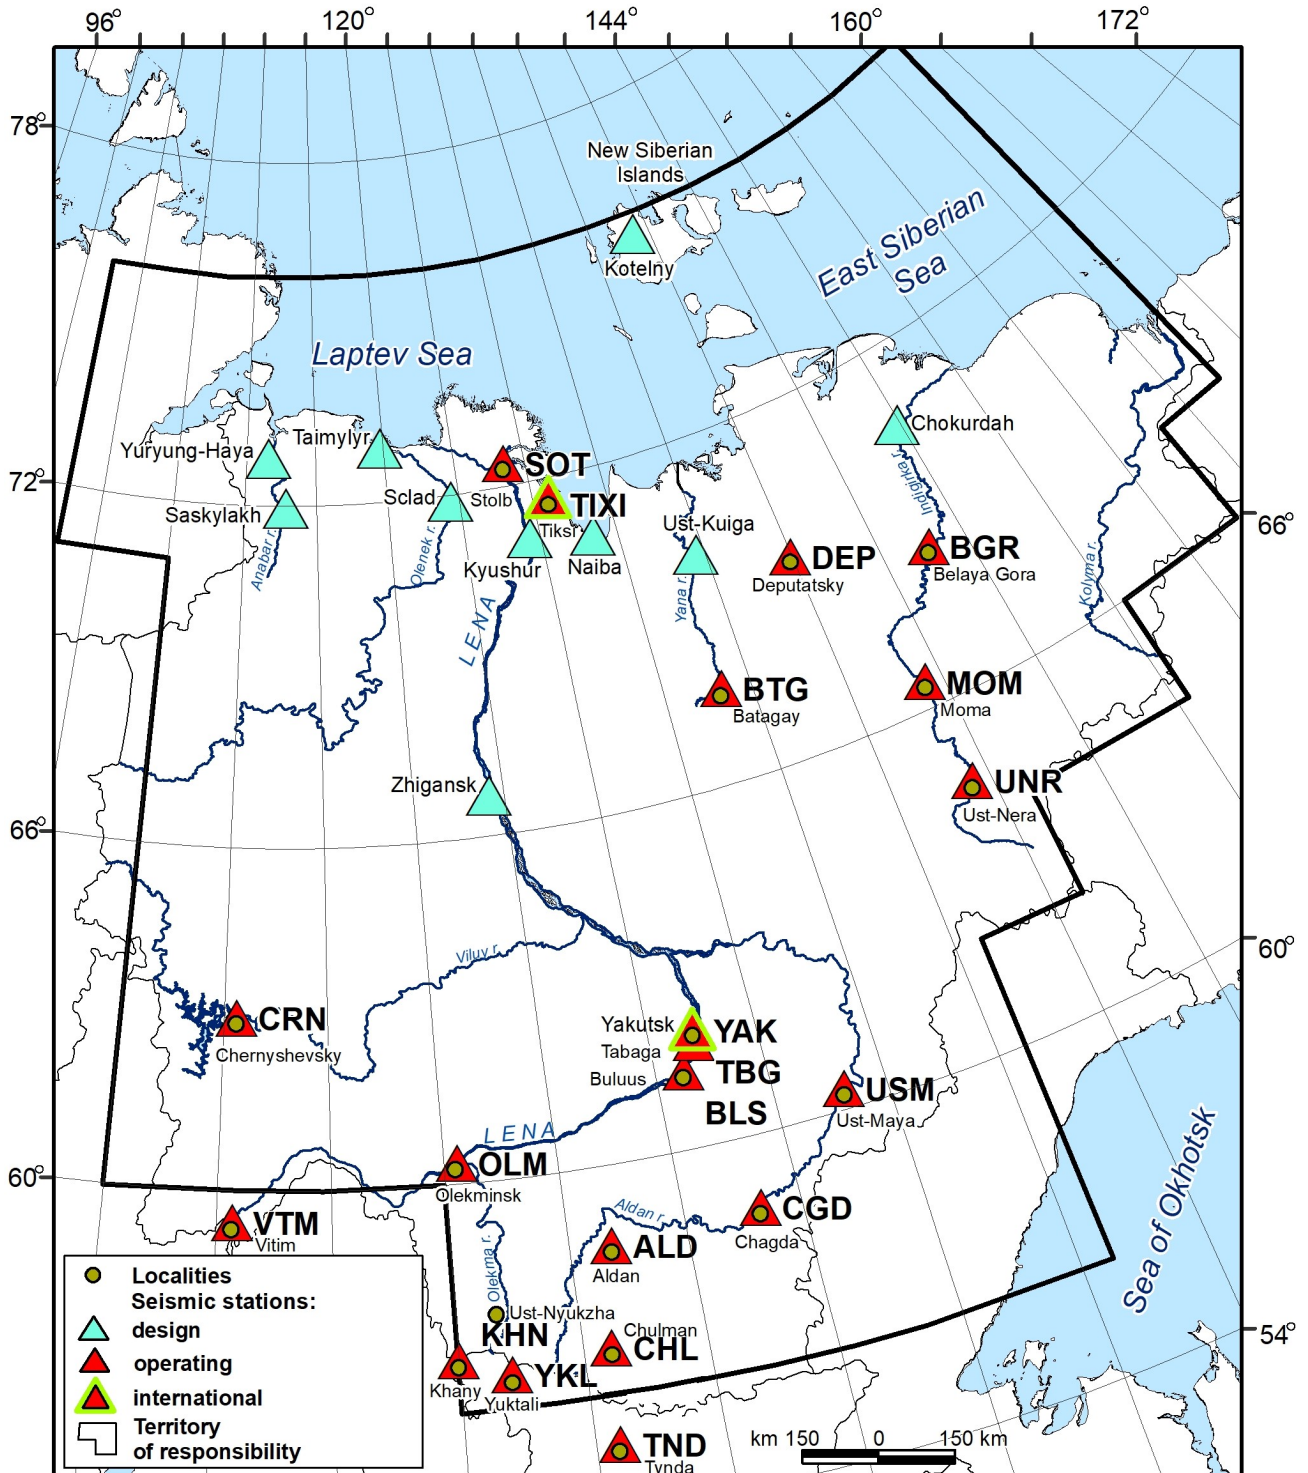 96° 120° 144° 160° 172°
78°
New Siberian
Islands
Kotelny
East Siberian
Sea
Laptev Sea
Chokurdah
Taimylyr
Yuryung-Haya
SOT
72°
Sclad
Stolb
TIXI
Saskylakh
Tiksi
Indigirka r.
66°
Ust-Kuiga
Anabar r.
Olenek r.
Kyushur
Naiba
DEP
Deputatsky
BGR
Belaya Gora
Yana r.
Kolyma r.
LENA
BTG
Batagay
MOM
Moma
Zhigansk
UNR
Ust-Nera
66°
60°
Viluy r.
CRN
Chernyshevsky
Yakutsk
YAK
Tabaga
TBG
Buluus
BLS
USM
Ust-Maya
LENA
OLM
Olekminsk
60°
Sea of Okhotsk
VTM
Vitim
Aldan r.
CGD
Chagda
ALD
Aldan
Olekma r.
Ust-Nyukzha
KHN
Khany
Chulman
CHL
54°
YKL
Yuktali
TND
Tynda
Localities
Seismic stations:
design
operating
international
Territory
of responsibility
km 150 0 150 km